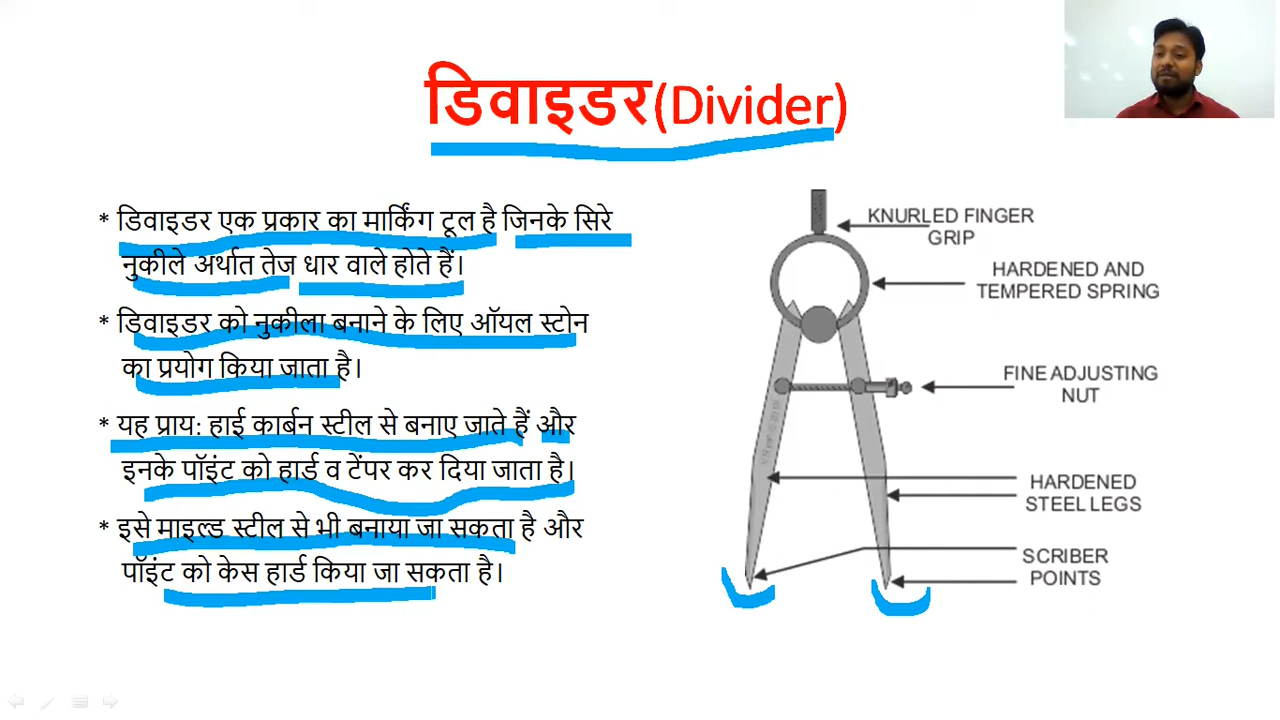 डिवाइडर(Divider)
* डिवाइडर एक प्रकार का मार्किंग टूल है जिनके सिरे
नुकीले अर्थात तेज धार वाले होते हैं।
* डिवाइडर को नुकीला बनाने के लिए ऑयल स्टोन
का प्रयोग किया जाता है।
* यह प्राय: हाई कार्बन स्टील से बनाए जाते हैं और
इनके पॉइंट को हार्ड व टेंपर कर दिया जाता है।
* इसे माइल्ड स्टील से भी बनाया जा सकता है और
पॉइंट को केस हार्ड किया जा सकता है।
KNURLED FINGER
GRIP
HARDENED AND
TEMPERED SPRING
FINE ADJUSTING
NUT
HARDENED
STEEL LEGS
SCRIBER
POINTS